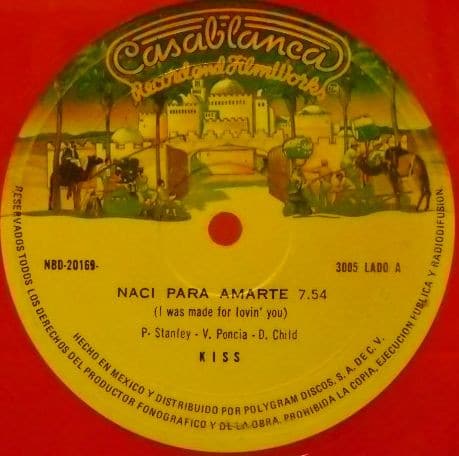 Casablanca
Record and FilmWorks™
NBD-20169-
3005 LADO A
NACI PARA AMARTE 7.54
(I was made for lovin' you)
P. Stanley - V. Poncia - D. Child
KISS
RESERVADOS TODOS LOS DERECHOS DEL PRODUCTOR FONOGRAFICO Y DE LA OBRA, PROHIBIDA LA COPIA, EJECUCION PUBLICA Y RADIODIFUSION.
HECHO EN MEXICO Y DISTRIBUIDO POR POLYGRAM DISCOS, S.A. DE C.V.